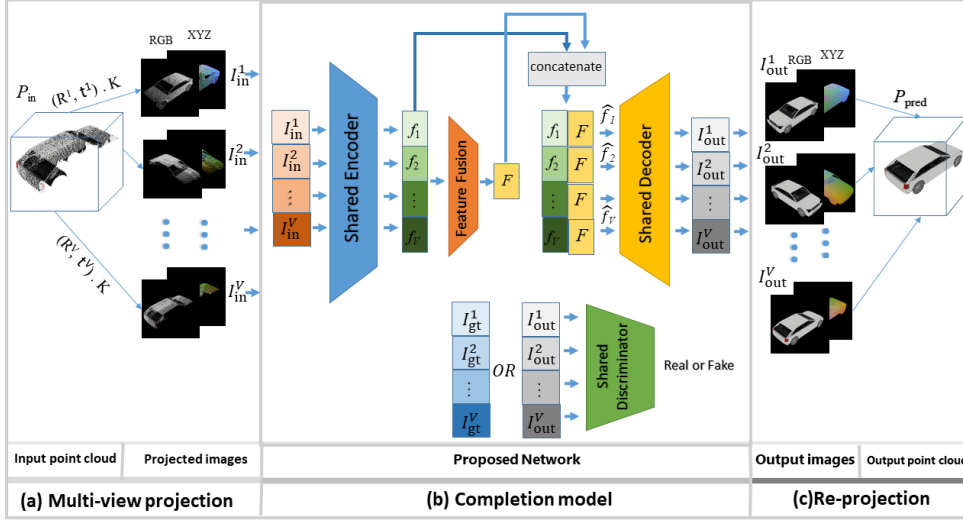 RGB XYZ
P_in
(R^1, t^1) . K
I_in^1
I_in^2
(R^V, t^V) . K
I_in^V
Input point cloud
Projected images
(a) Multi-view projection
I_in^1
I_in^2
⋮
I_in^V
Shared Encoder
f_1
f_2
⋮
f_V
Feature Fusion
F
concatenate
f_1 F
f_2 F
⋮ F
f_V F
f̂_1
f̂_2
f̂_V
Shared Decoder
I_out^1
I_out^2
⋮
I_out^V
I_gt^1
I_gt^2
⋮
I_gt^V
OR
I_out^1
I_out^2
⋮
I_out^V
Shared
Discriminator
Real or Fake
Proposed Network
(b) Completion model
I_out^1 RGB XYZ
I_out^2
I_out^V
P_pred
Output images
Output point cloud
(c)Re-projection